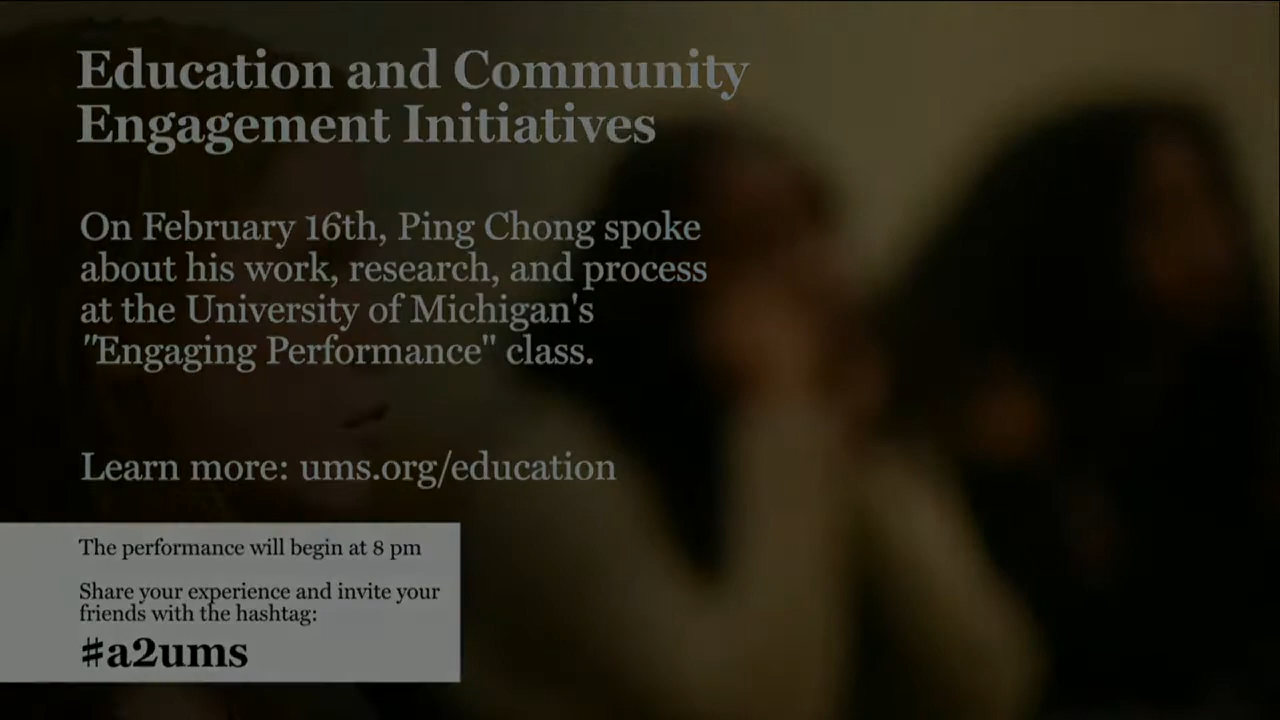 Education and Community
Engagement Initiatives
On February 16th, Ping Chong spoke
about his work, research, and process
at the University of Michigan's
"Engaging Performance" class.
Learn more: ums.org/education
The performance will begin at 8 pm
Share your experience and invite your
friends with the hashtag:
#a2ums